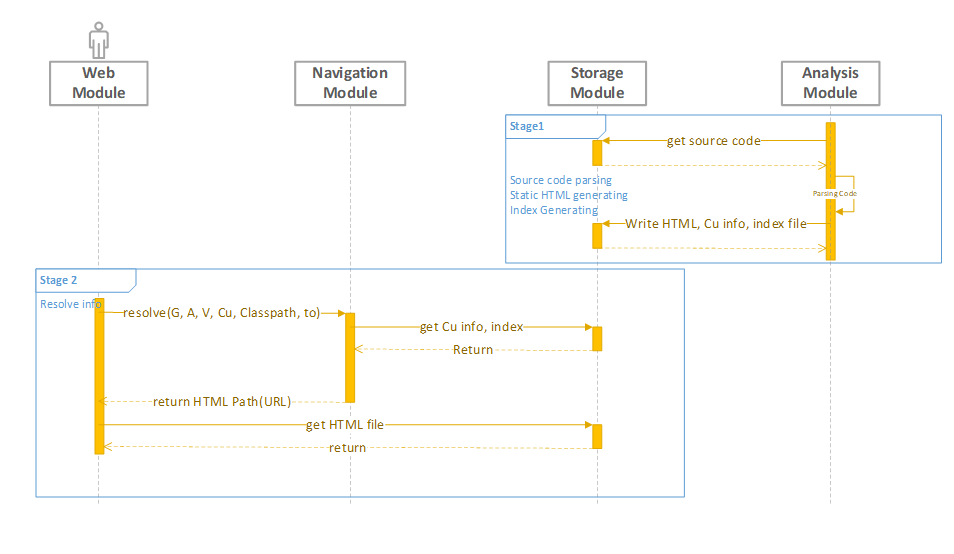 Web
Module
Navigation
Module
Storage
Module
Analysis
Module
Stage1
get source code
Source code parsing
Static HTML generating
Index Generating
Parsing Code
Write HTML, Cu info, index file
Stage 2
Resolve info
resolve(G, A, V, Cu, Classpath, to)
get Cu info, index
Return
return HTML Path(URL)
get HTML file
return